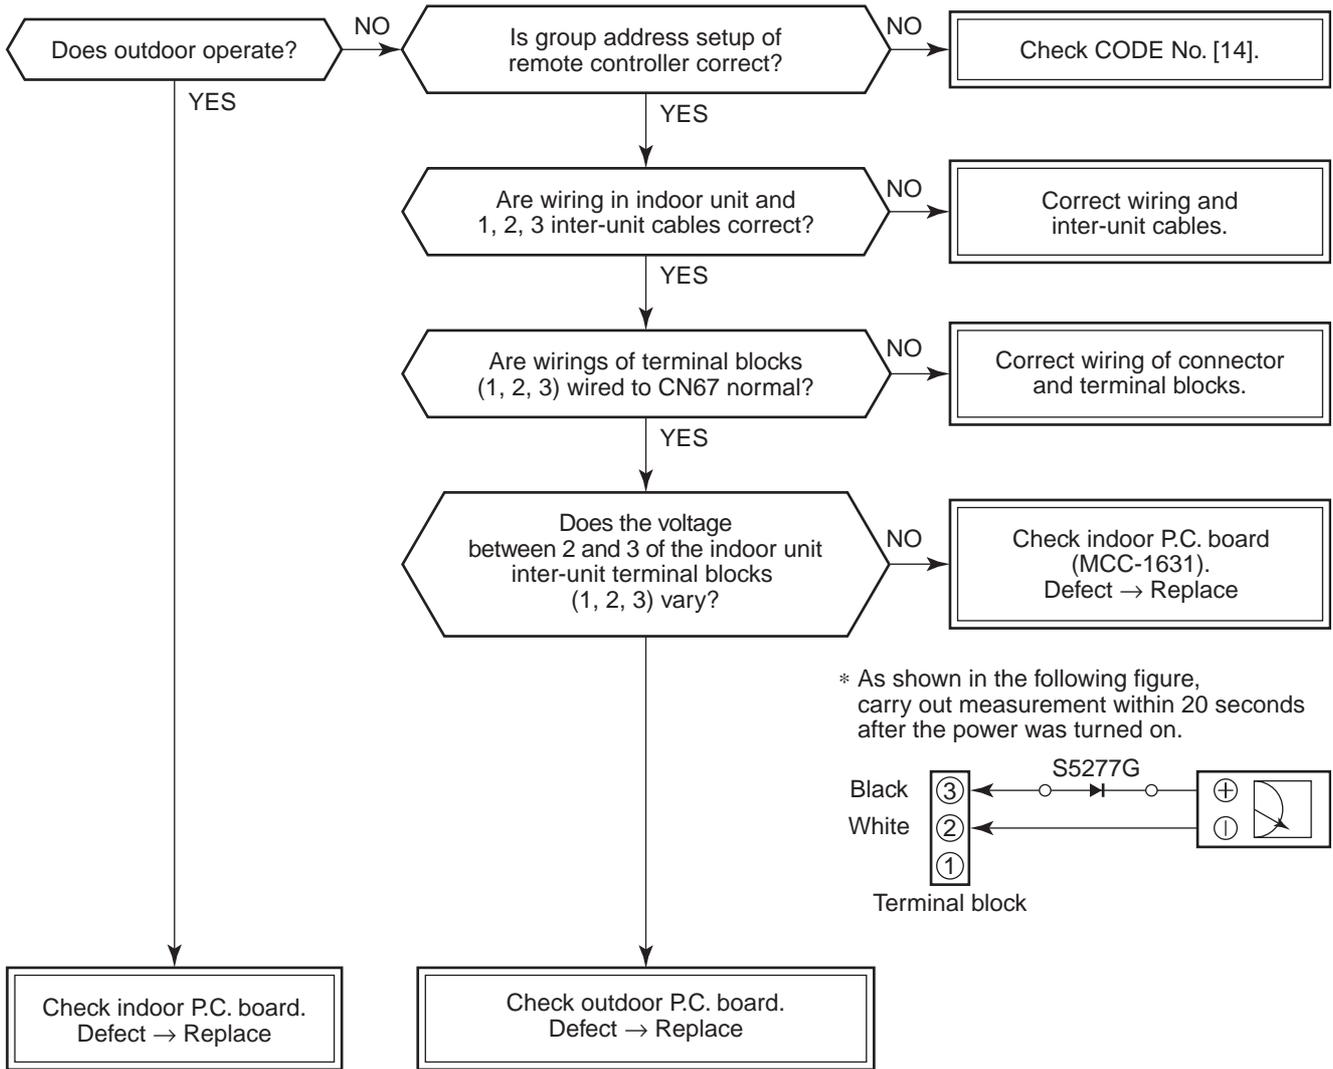 Does outdoor operate?
NO
Is group address setup of
remote controller correct?
NO
Check CODE No. [14].
YES
YES
Are wiring in indoor unit and
1, 2, 3 inter-unit cables correct?
NO
Correct wiring and
inter-unit cables.
YES
Are wirings of terminal blocks
(1, 2, 3) wired to CN67 normal?
NO
Correct wiring of connector
and terminal blocks.
YES
Does the voltage
between 2 and 3 of the indoor unit
inter-unit terminal blocks
(1, 2, 3) vary?
NO
Check indoor P.C. board
(MCC-1631).
Defect → Replace
* As shown in the following figure,
carry out measurement within 20 seconds
after the power was turned on.
S5277G
Black ③ +
White ② –
①
Terminal block
Check indoor P.C. board.
Defect → Replace
Check outdoor P.C. board.
Defect → Replace